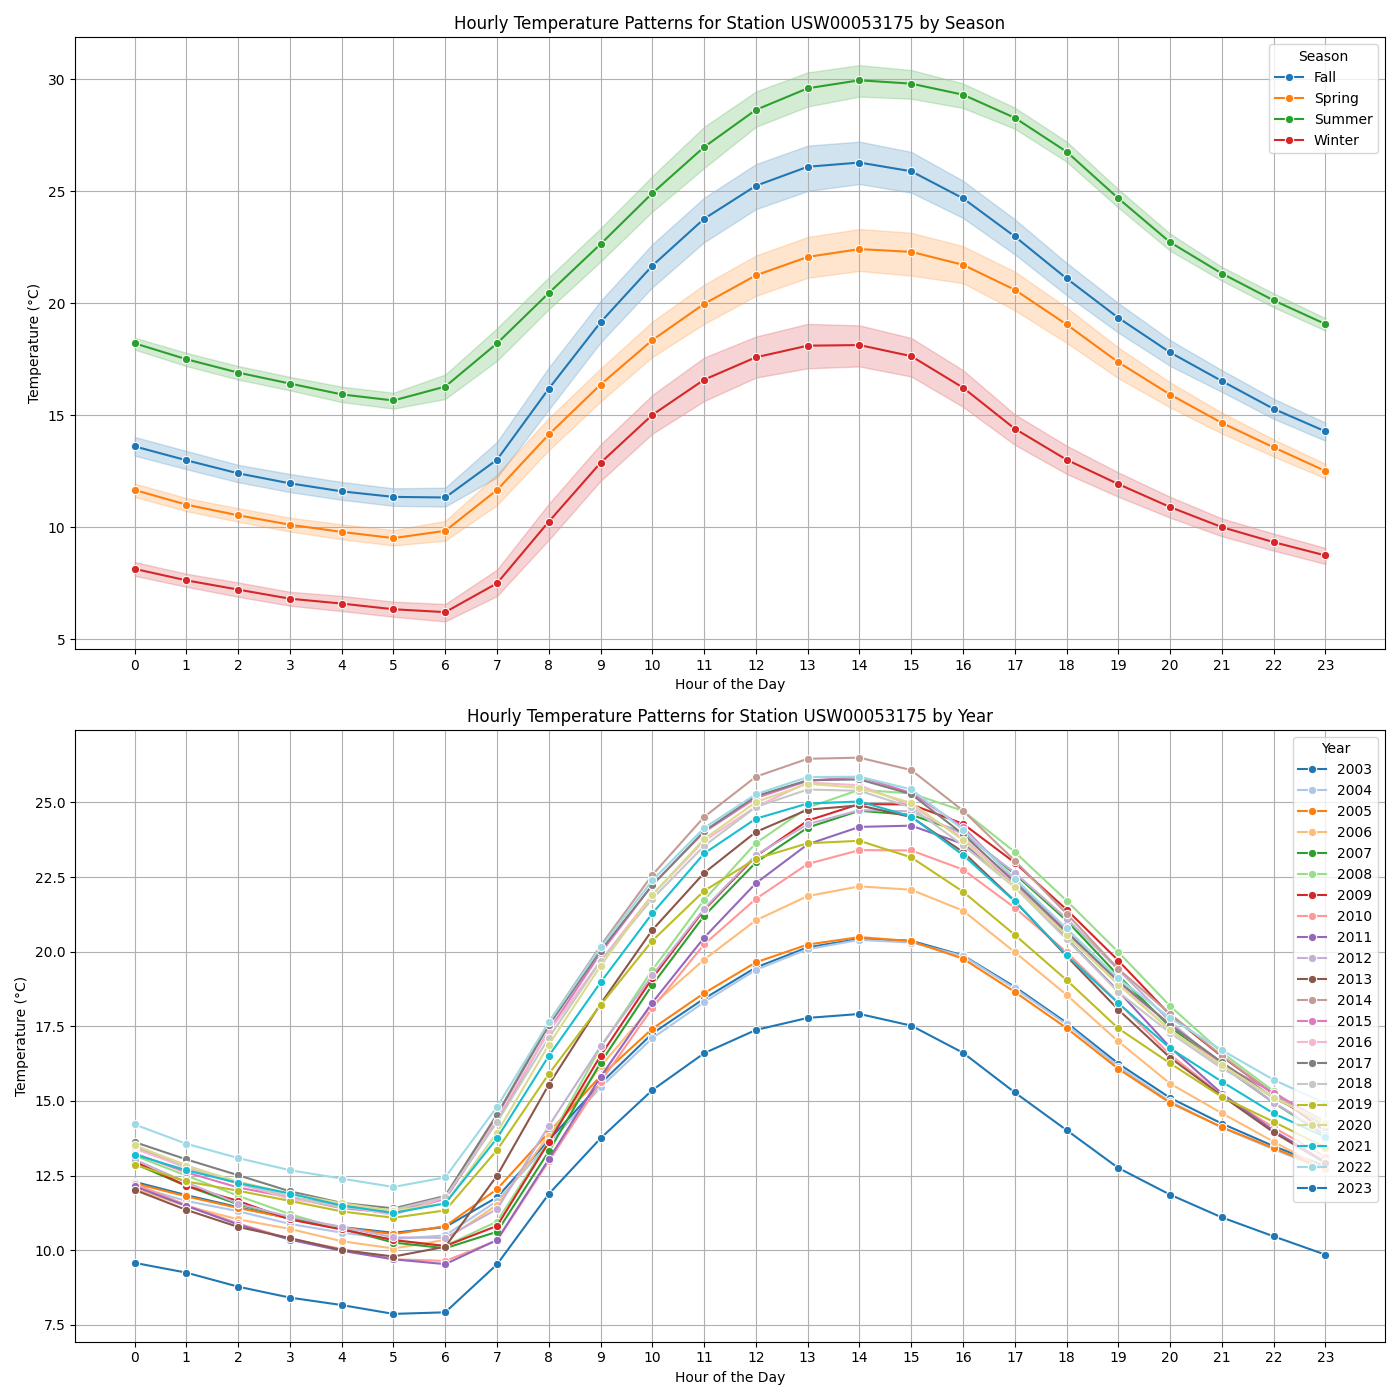 Hourly Temperature Patterns for Station USW00053175 by Season
Temperature (°C)
30
25
20
15
10
5
Season
Fall
Spring
Summer
Winter
0 1 2 3 4 5 6 7 8 9 10 11 12 13 14 15 16 17 18 19 20 21 22 23
Hour of the Day
Hourly Temperature Patterns for Station USW00053175 by Year
Temperature (°C)
25.0
22.5
20.0
17.5
15.0
12.5
10.0
7.5
Year
2003
2004
2005
2006
2007
2008
2009
2010
2011
2012
2013
2014
2015
2016
2017
2018
2019
2020
2021
2022
2023
0 1 2 3 4 5 6 7 8 9 10 11 12 13 14 15 16 17 18 19 20 21 22 23
Hour of the Day